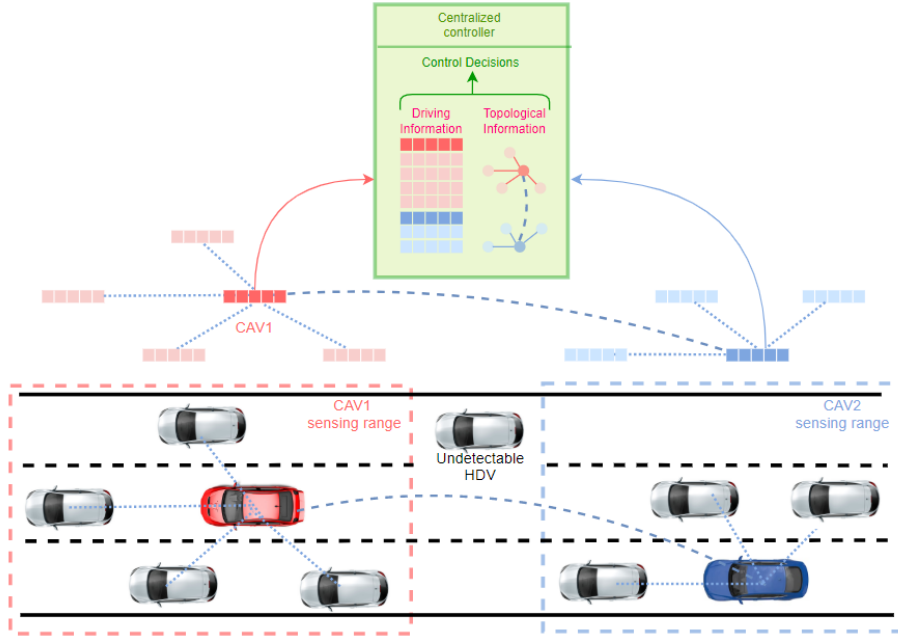 Centralized
controller
Control Decisions
Driving
Information
Topological
Information
CAV1
CAV1
sensing range
Undetectable
HDV
CAV2
sensing range